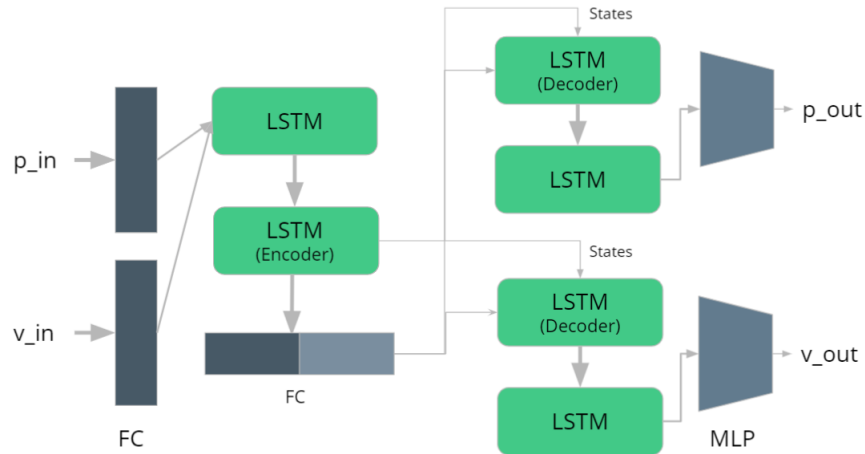 States
LSTM
(Decoder)
LSTM
p_out
p_in
LSTM
LSTM
(Encoder)
States
LSTM
(Decoder)
LSTM
v_out
v_in
FC
FC
MLP